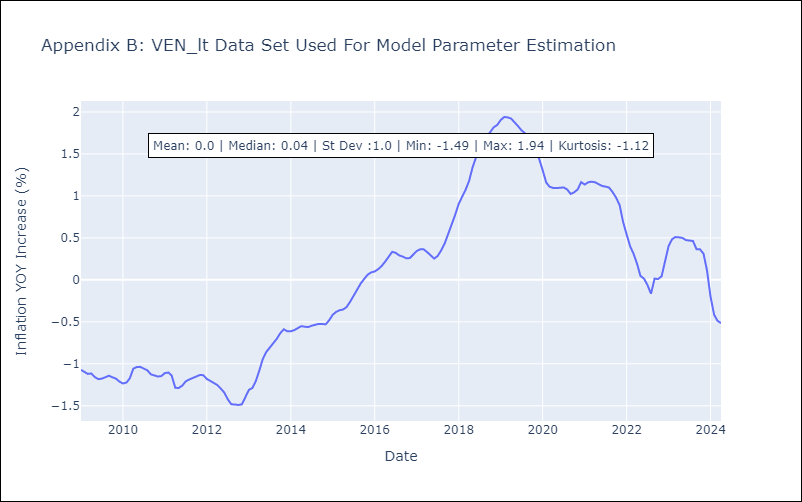 Appendix B: VEN_lt Data Set Used For Model Parameter Estimation
Mean: 0.0 | Median: 0.04 | St Dev :1.0 | Min: -1.49 | Max: 1.94 | Kurtosis: -1.12
Inflation YOY Increase (%)
2
1.5
1
0.5
0
−0.5
−1
−1.5
2010 2012 2014 2016 2018 2020 2022 2024
Date